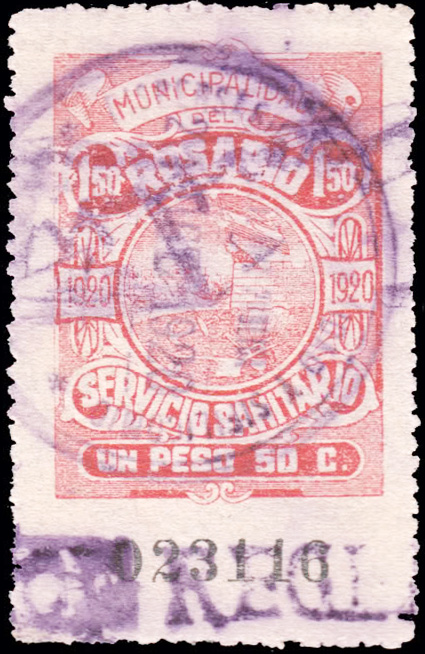 MUNICIPALIDAD
DEL
ROSARIO
1.50 1.50
1920 1920
SERVICIO SANITARIO
UN PESO 50 C.
023116